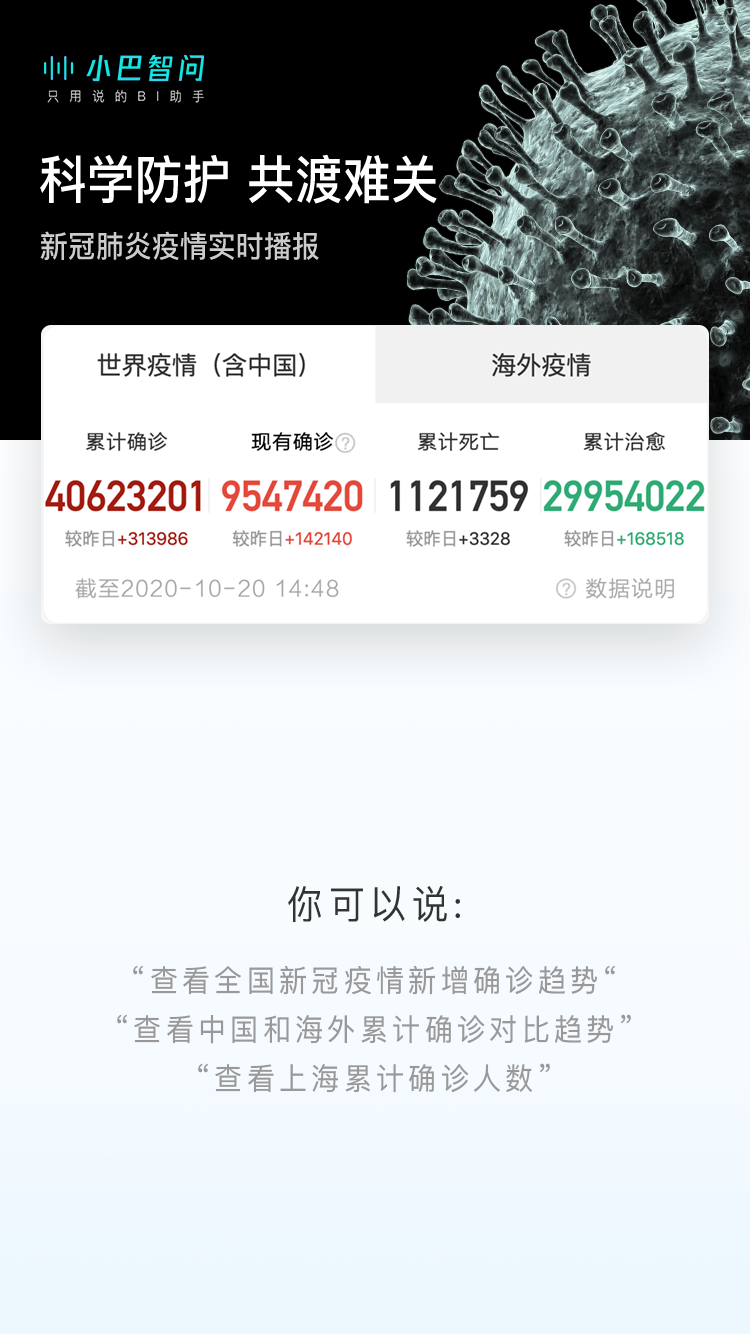 小巴智问
只用说的BI助手
科学防护 共渡难关
新冠肺炎疫情实时播报
世界疫情（含中国） 海外疫情
累计确诊 现有确诊? 累计死亡 累计治愈
40623201 9547420 1121759 29954022
较昨日+313986 较昨日+142140 较昨日+3328 较昨日+168518
截至2020-10-20 14:48 ? 数据说明
你可以说:
“查看全国新冠疫情新增确诊趋势“
“查看中国和海外累计确诊对比趋势”
“查看上海累计确诊人数”